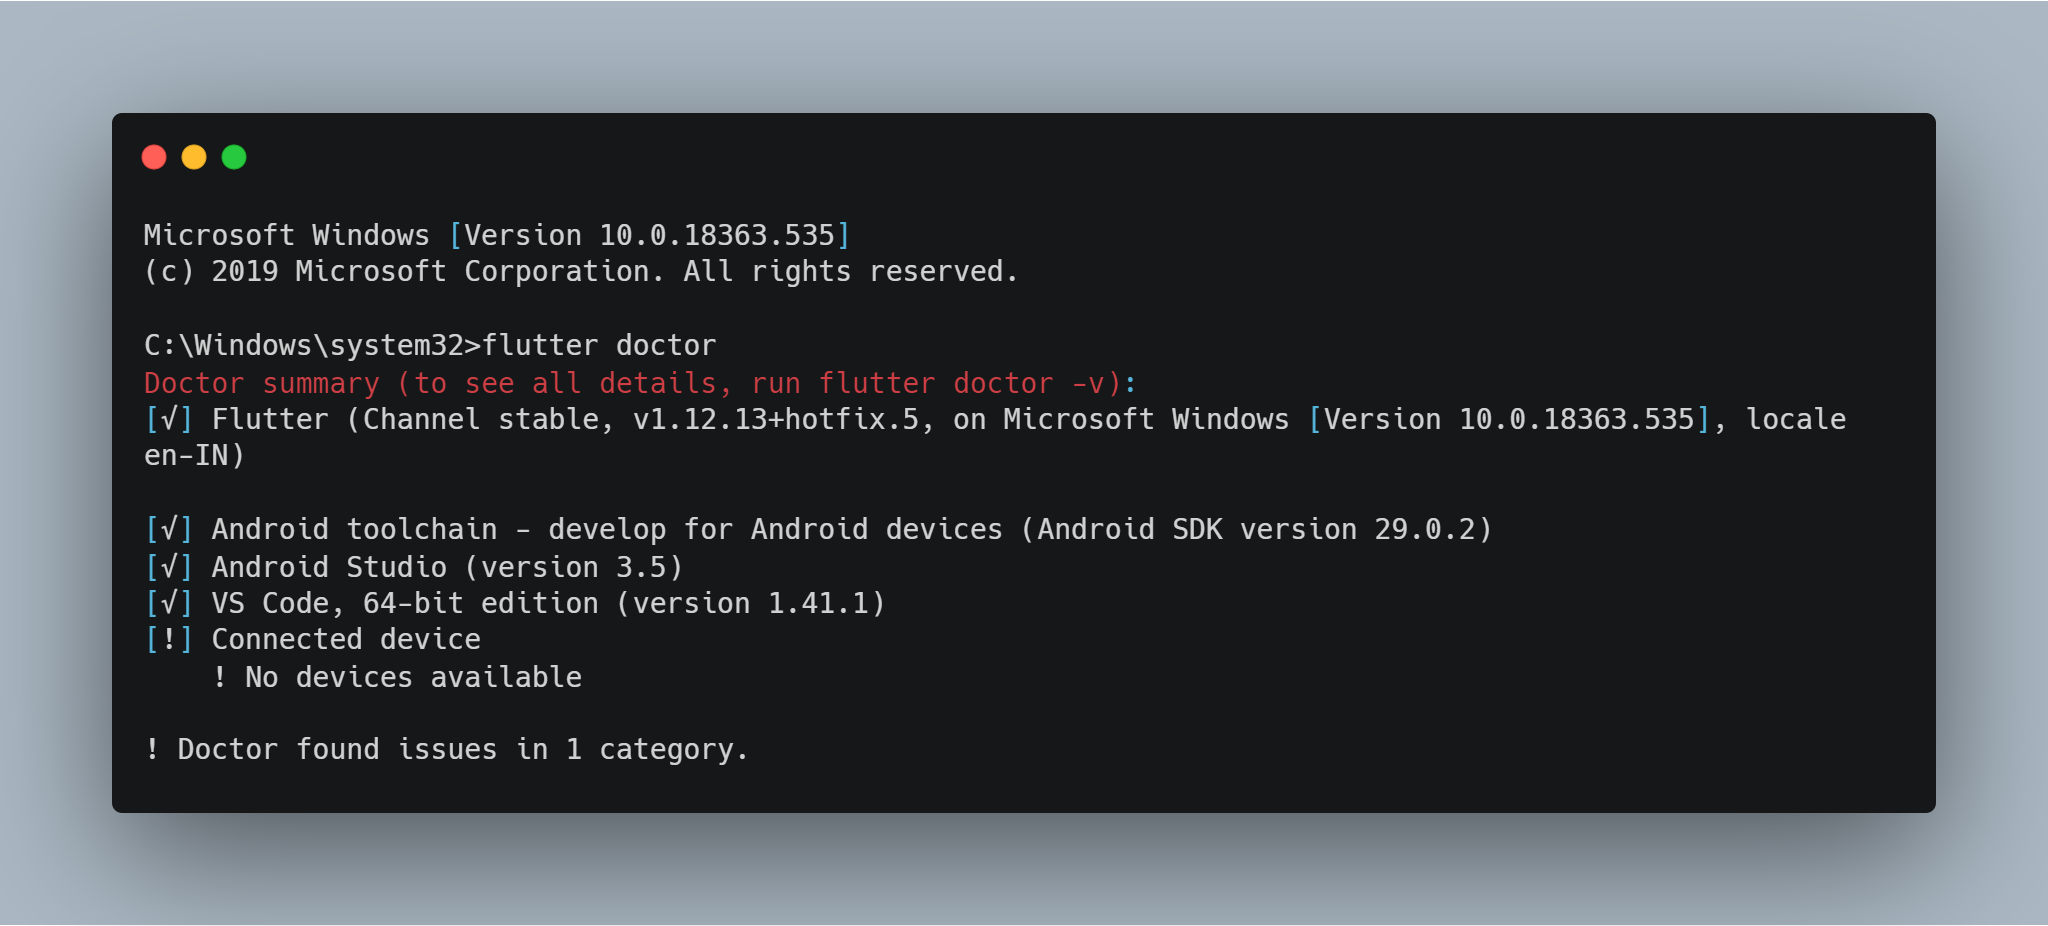 Microsoft Windows [Version 10.0.18363.535]
(c) 2019 Microsoft Corporation. All rights reserved.
C:\Windows\system32>flutter doctor
Doctor summary (to see all details, run flutter doctor -v):
[√] Flutter (Channel stable, v1.12.13+hotfix.5, on Microsoft Windows [Version 10.0.18363.535], locale
en-IN)
[√] Android toolchain - develop for Android devices (Android SDK version 29.0.2)
[√] Android Studio (version 3.5)
[√] VS Code, 64-bit edition (version 1.41.1)
[!] Connected device
    ! No devices available
! Doctor found issues in 1 category.